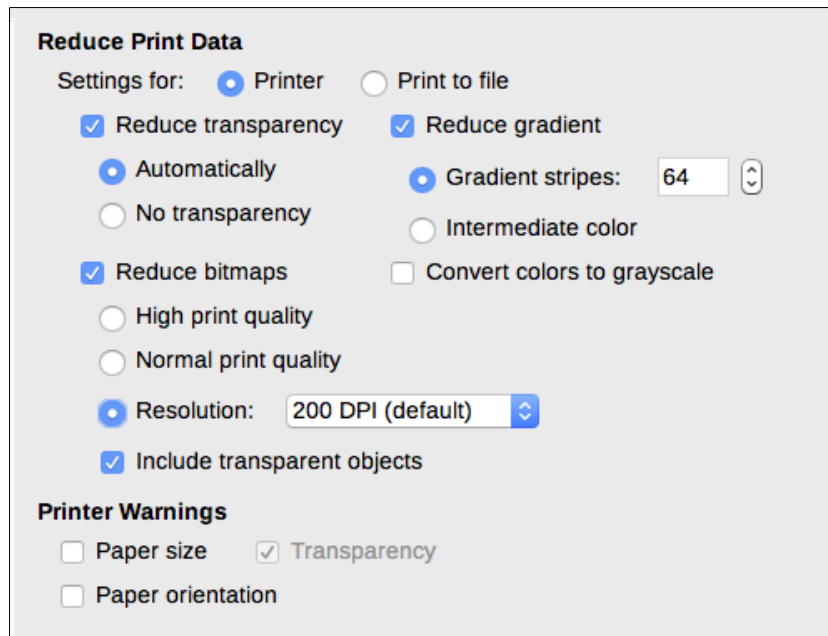 Reduce Print Data
Settings for: Printer Print to file
Reduce transparency Reduce gradient
Automatically Gradient stripes: 64
No transparency Intermediate color
Reduce bitmaps Convert colors to grayscale
High print quality
Normal print quality
Resolution: 200 DPI (default)
Include transparent objects
Printer Warnings
Paper size Transparency
Paper orientation